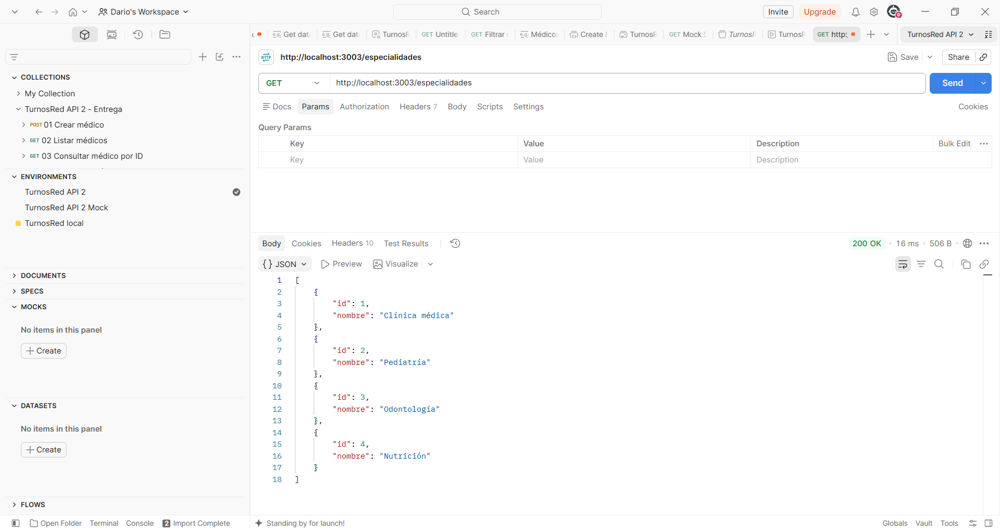 Dario's Workspace
Search
Invite
Upgrade
D
e.g. Get dat
e.g. Get dat
TurnosR
GET Untitle
GET Filtrar
e.g. Médico
Create
TurnosR
GET Mock S
TurnosR
TurnosR
GET http:
TurnosRed API 2
HTTP
http://localhost:3003/especialidades
Save
Share
GET
http://localhost:3003/especialidades
Send
Docs
Params
Authorization
Headers 7
Body
Scripts
Settings
Cookies
Query Params
Key
Value
Description
Bulk Edit
Key
Value
Description
COLLECTIONS
My Collection
TurnosRed API 2 - Entrega
POST 01 Crear médico
GET 02 Listar médicos
GET 03 Consultar médico por ID
ENVIRONMENTS
TurnosRed API 2
TurnosRed API 2 Mock
TurnosRed local
DOCUMENTS
SPECS
MOCKS
No items in this panel
Create
DATASETS
No items in this panel
Create
FLOWS
Body
Cookies
Headers 10
Test Results
200 OK
16 ms
506 B
{} JSON
Preview
Visualize
1 [
2 {
3 "id": 1,
4 "nombre": "Clínica médica"
5 },
6 {
7 "id": 2,
8 "nombre": "Pediatría"
9 },
10 {
11 "id": 3,
12 "nombre": "Odontología"
13 },
14 {
15 "id": 4,
16 "nombre": "Nutrición"
17 }
18 ]
Open Folder
Terminal
Console
2 Import Complete
Standing by for launch!
Globals
Vault
Tools